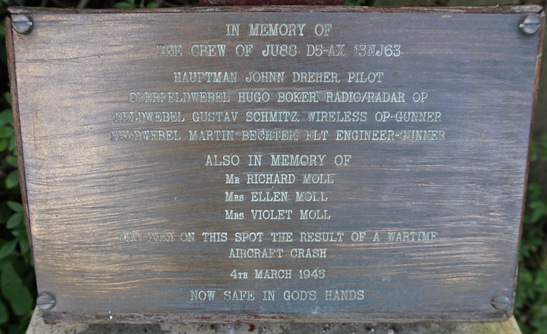 IN MEMORY OF
THE CREW OF JU88 D5-AX 13NJG3
HAUPTMAN JOHNN DREHER PILOT
OBERFELDWEBEL HUGO BOKER RADIO/RADAR OP
FELDWEBEL GUSTAV SCHMITZ WIRELESS OP-GUNNER
FELDWEBEL MARTIN BECHTER FLT ENGINEER-GUNNER
ALSO IN MEMORY OF
MR RICHARD MOLL
MRS ELLEN MOLL
MRS VIOLET MOLL
ON THIS SPOT THE RESULT OF A WARTIME
AIRCRAFT CRASH
4TH MARCH 1945
NOW SAFE IN GOD'S HANDS